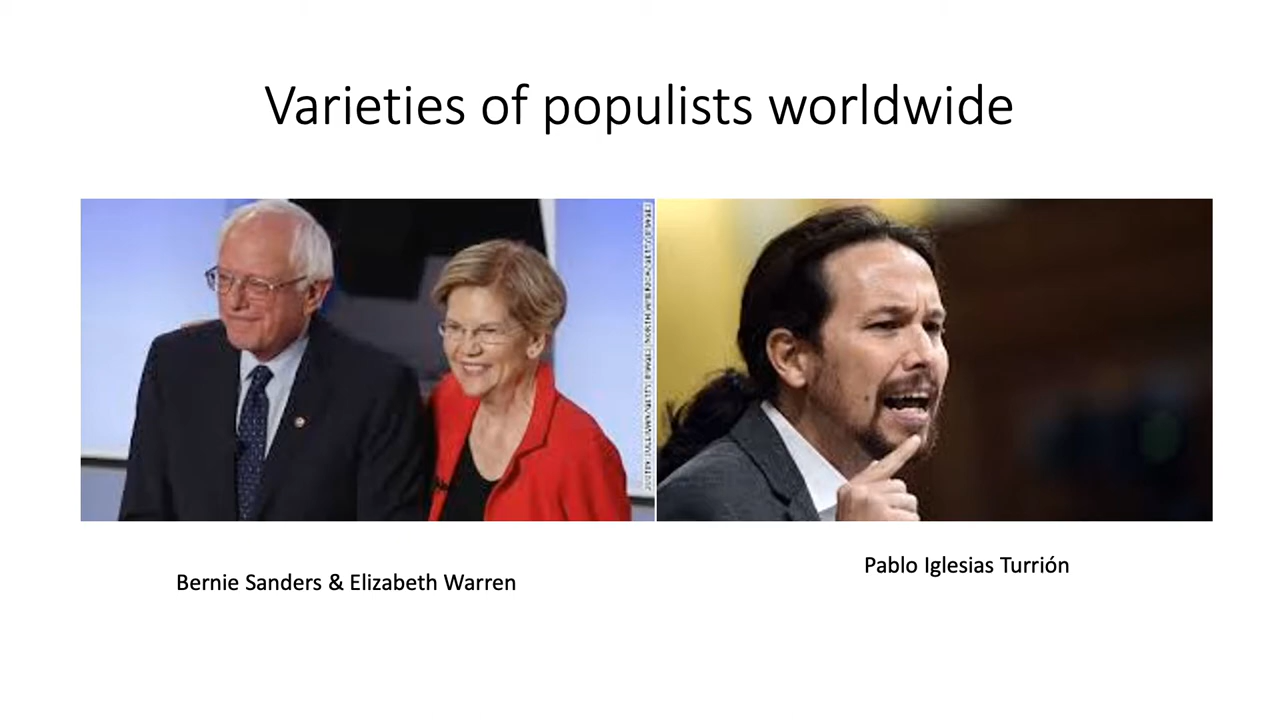 Varieties of populists worldwide
Bernie Sanders & Elizabeth Warren
Pablo Iglesias Turrión